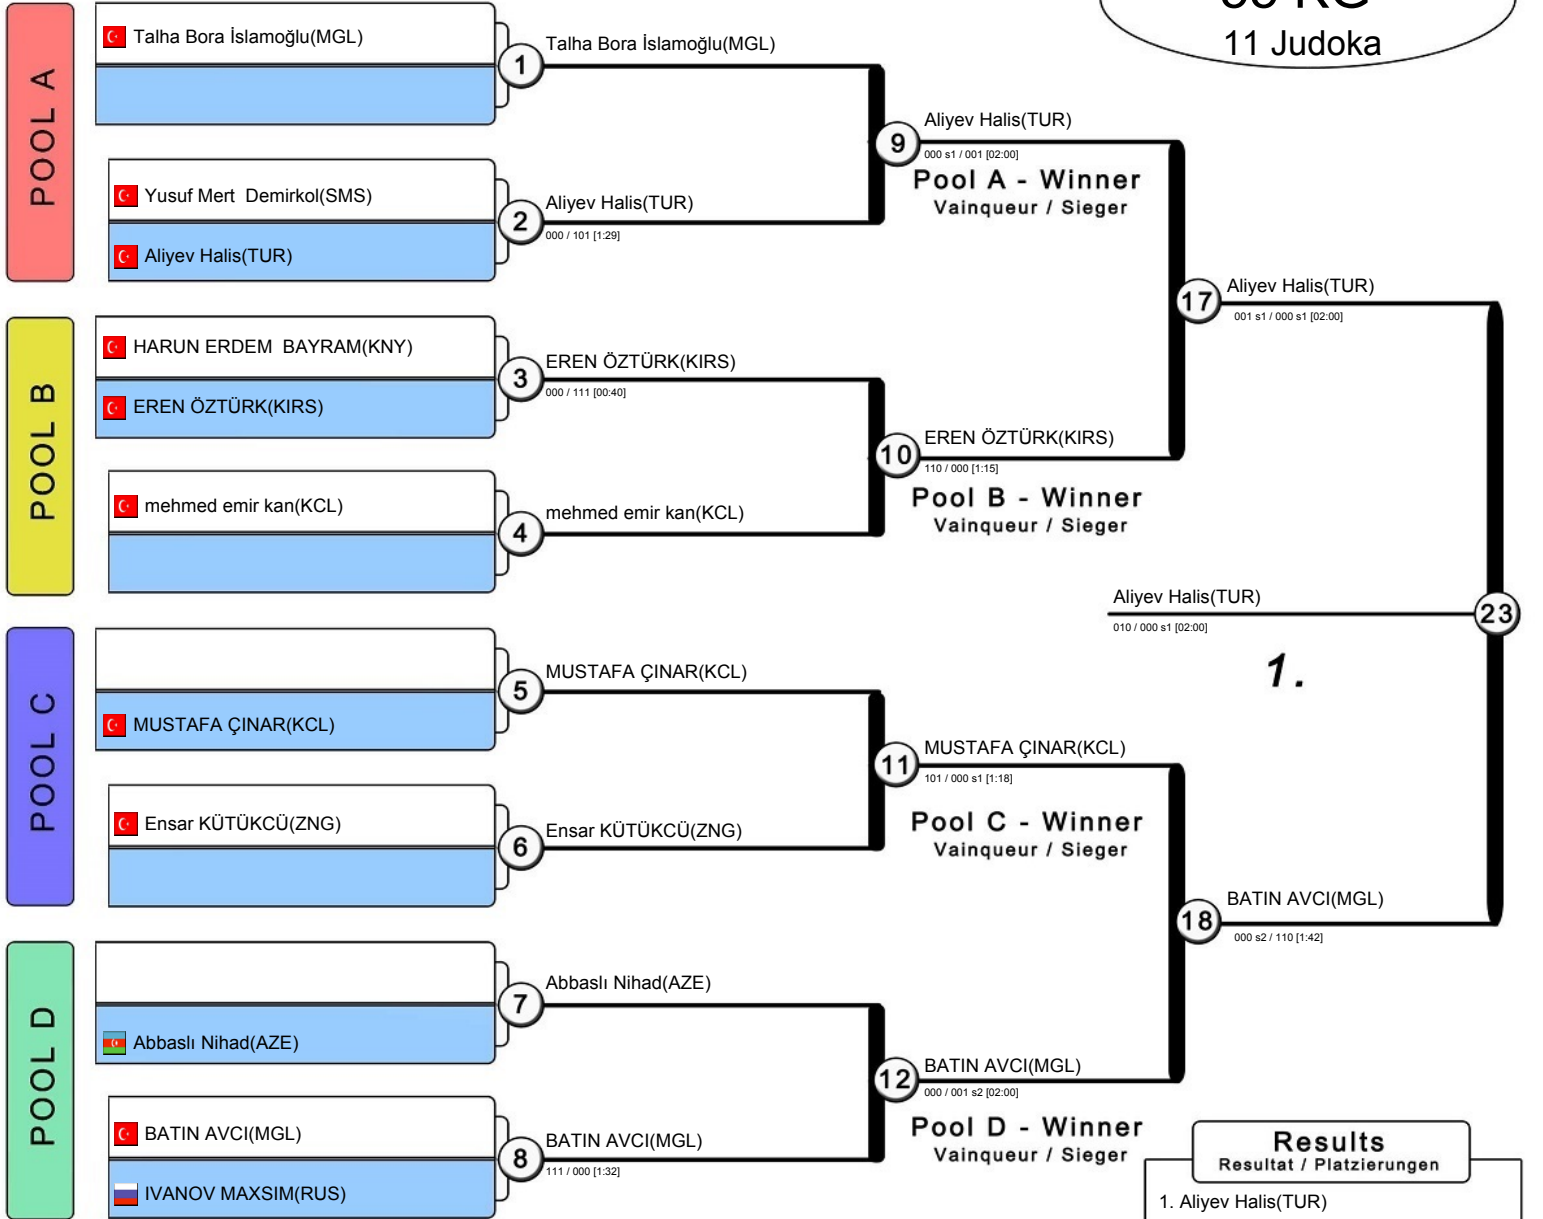 11 Judoka
POOL A
Talha Bora İslamoğlu(MGL)
1
Talha Bora İslamoğlu(MGL)
Yusuf Mert  Demirkol(SMS)
Aliyev Halis(TUR)
2
Aliyev Halis(TUR)
000 / 101 [1:29]
9
Aliyev Halis(TUR)
000 s1 / 001 [02:00]
Pool A - Winner
Vainqueur / Sieger
POOL B
HARUN ERDEM  BAYRAM(KNY)
EREN ÖZTÜRK(KIRS)
3
EREN ÖZTÜRK(KIRS)
000 / 111 [00:40]
mehmed emir kan(KCL)
4
mehmed emir kan(KCL)
10
EREN ÖZTÜRK(KIRS)
110 / 000 [1:15]
Pool B - Winner
Vainqueur / Sieger
17
Aliyev Halis(TUR)
001 s1 / 000 s1 [02:00]
POOL C
MUSTAFA ÇINAR(KCL)
5
MUSTAFA ÇINAR(KCL)
Ensar KÜTÜKCÜ(ZNG)
6
Ensar KÜTÜKCÜ(ZNG)
11
MUSTAFA ÇINAR(KCL)
101 / 000 s1 [1:18]
Pool C - Winner
Vainqueur / Sieger
POOL D
Abbaslı Nihad(AZE)
7
Abbaslı Nihad(AZE)
BATIN AVCI(MGL)
IVANOV MAXSIM(RUS)
8
BATIN AVCI(MGL)
111 / 000 [1:32]
12
BATIN AVCI(MGL)
000 / 001 s2 [02:00]
Pool D - Winner
Vainqueur / Sieger
18
BATIN AVCI(MGL)
000 s2 / 110 [1:42]
Aliyev Halis(TUR)
010 / 000 s1 [02:00]
23
1.
Results
Resultat / Platzierungen
1. Aliyev Halis(TUR)